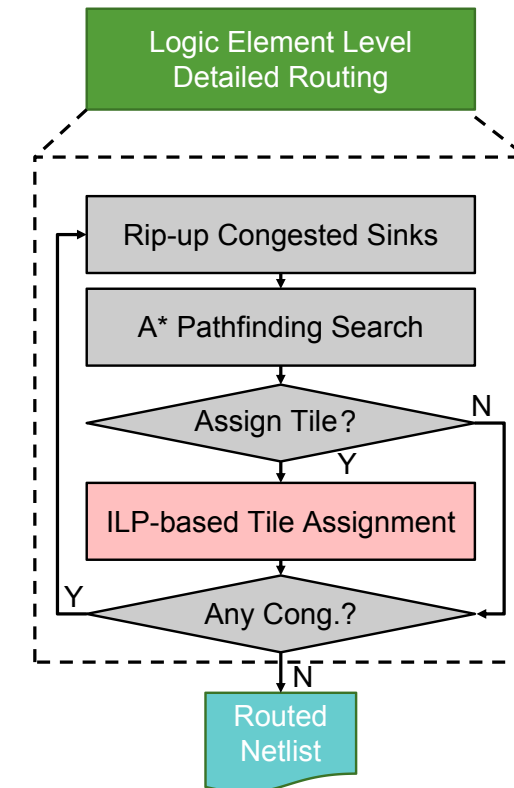 Logic Element Level
Detailed Routing
Rip-up Congested Sinks
A* Pathfinding Search
Assign Tile?
N
Y
ILP-based Tile Assignment
Y
Any Cong.?
N
Routed
Netlist